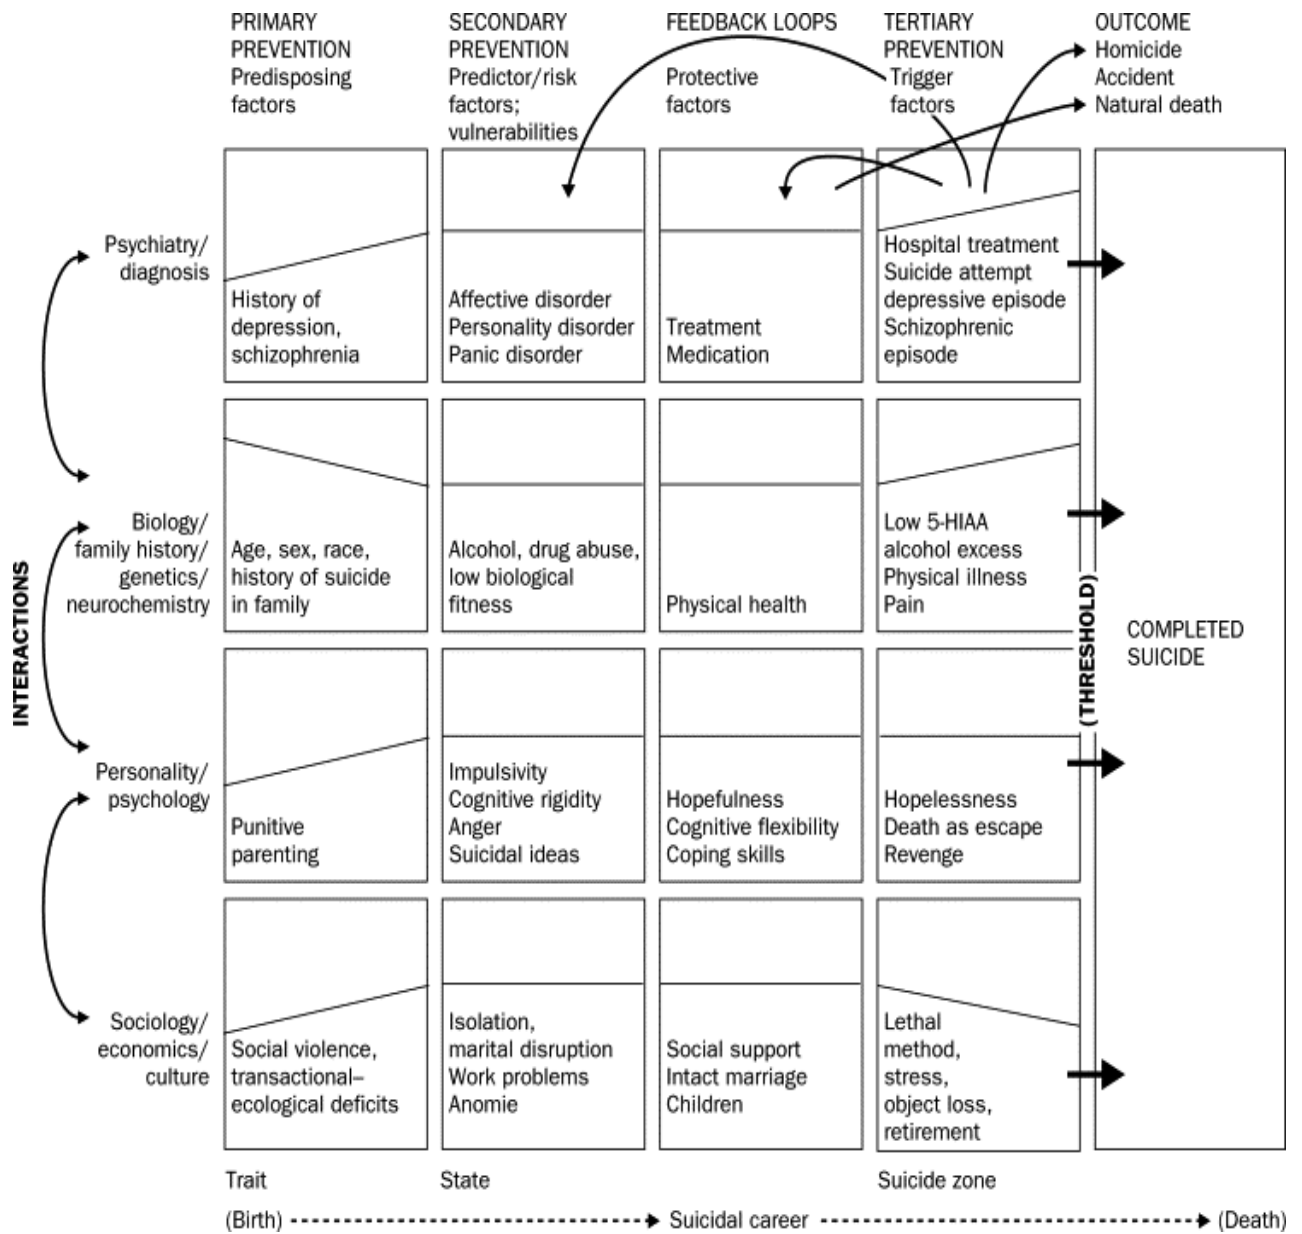 PRIMARY
PREVENTION
Predisposing
factors
SECONDARY
PREVENTION
Predictor/risk
factors;
vulnerabilities
FEEDBACK LOOPS
Protective
factors
TERTIARY
PREVENTION
Trigger
factors
OUTCOME
Homicide
Accident
Natural death
INTERACTIONS
Psychiatry/
diagnosis
History of
depression,
schizophrenia
Affective disorder
Personality disorder
Panic disorder
Treatment
Medication
Hospital treatment
Suicide attempt
depressive episode
Schizophrenic
episode
Biology/
family history/
genetics/
neurochemistry
Age, sex, race,
history of suicide
in family
Alcohol, drug abuse,
low biological
fitness
Physical health
Low 5-HIAA
alcohol excess
Physical illness
Pain
(THRESHOLD)
COMPLETED
SUICIDE
Personality/
psychology
Punitive
parenting
Impulsivity
Cognitive rigidity
Anger
Suicidal ideas
Hopefulness
Cognitive flexibility
Coping skills
Hopelessness
Death as escape
Revenge
Sociology/
economics/
culture
Social violence,
transactional–
ecological deficits
Isolation,
marital disruption
Work problems
Anomie
Social support
Intact marriage
Children
Lethal
method,
stress,
object loss,
retirement
Trait
State
Suicide zone
(Birth)
Suicidal career
(Death)